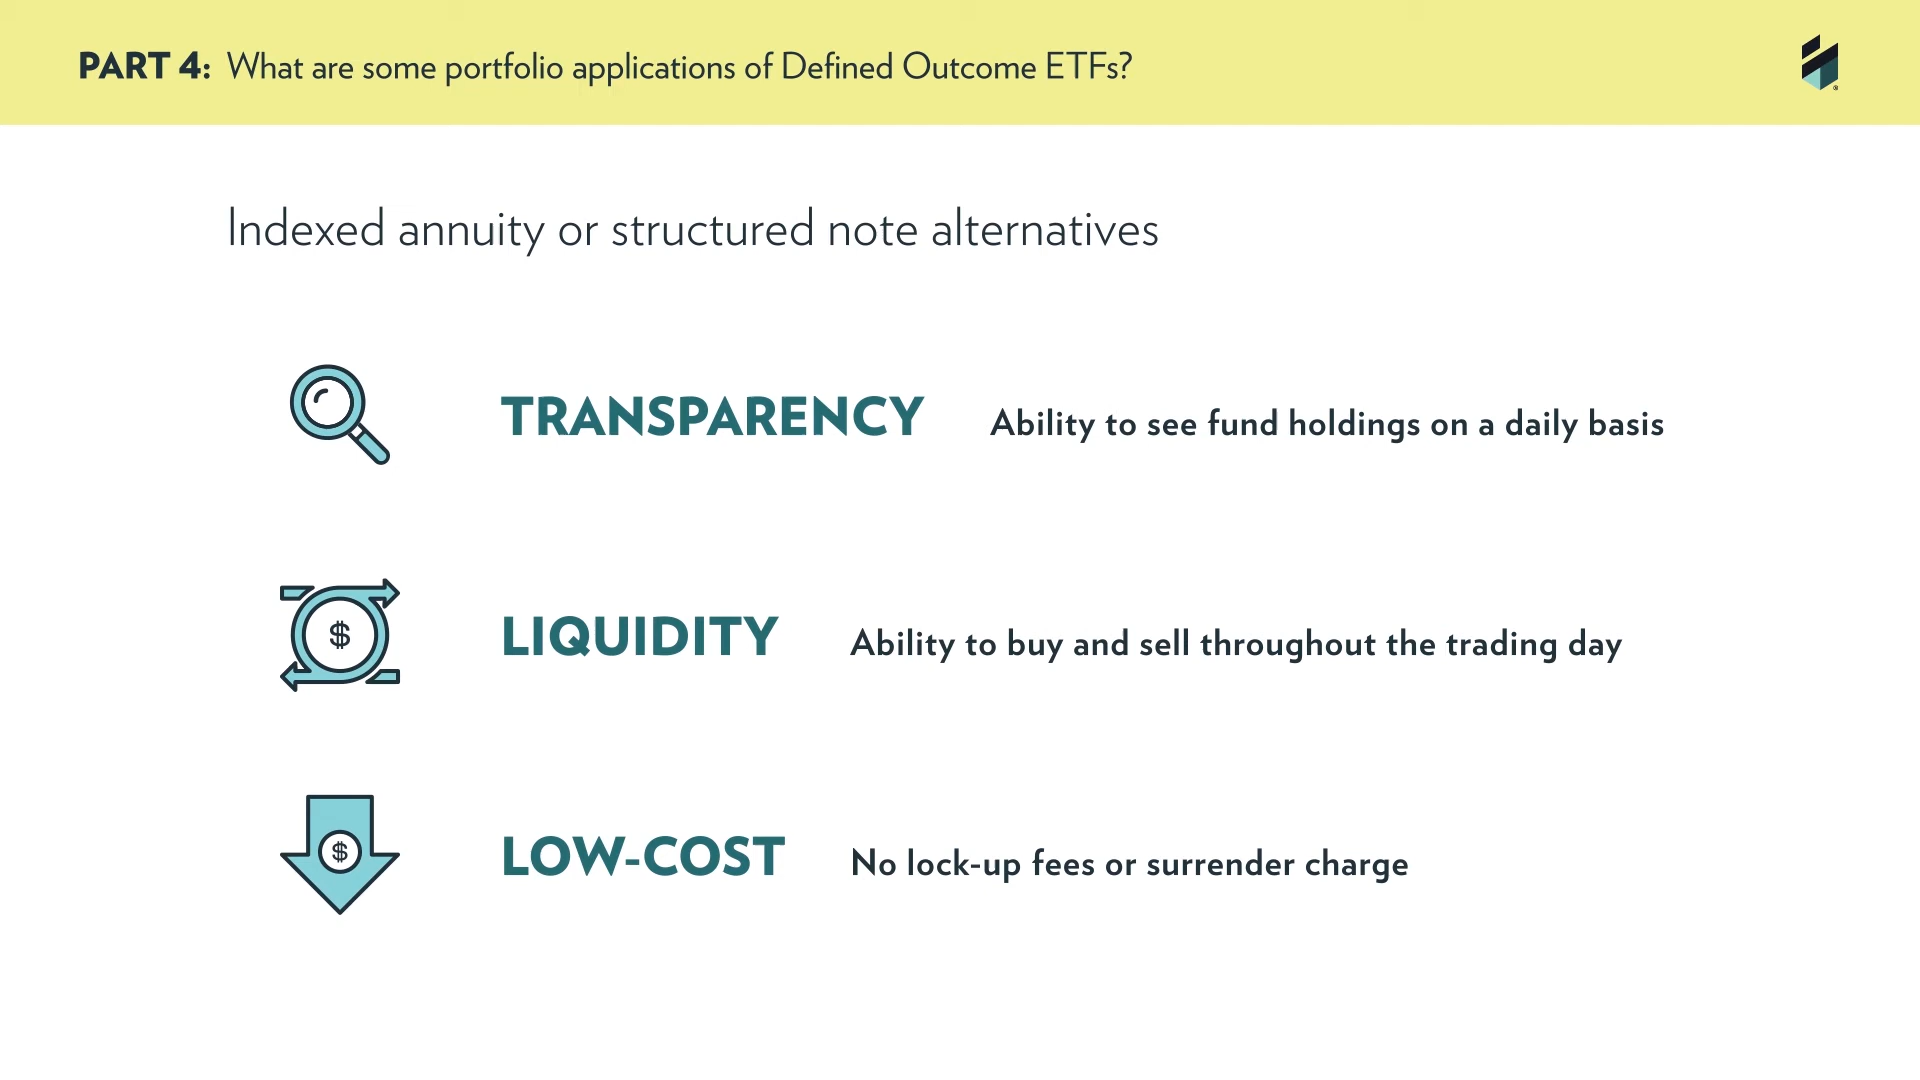 PART 4: What are some portfolio applications of Defined Outcome ETFs?
Indexed annuity or structured note alternatives
TRANSPARENCY Ability to see fund holdings on a daily basis
$
LIQUIDITY Ability to buy and sell throughout the trading day
$
LOW-COST No lock-up fees or surrender charge